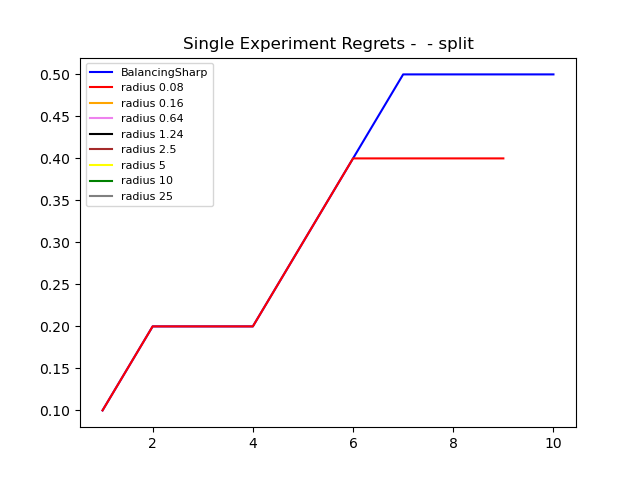 Single Experiment Regrets -  - split
0.50
0.45
0.40
0.35
0.30
0.25
0.20
0.15
0.10
BalancingSharp
radius 0.08
radius 0.16
radius 0.64
radius 1.24
radius 2.5
radius 5
radius 10
radius 25
2 4 6 8 10